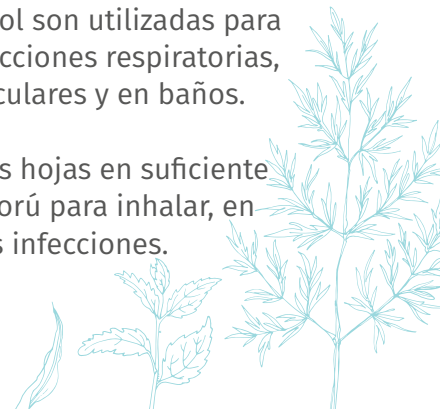 ol son utilizadas para
cciones respiratorias,
culares y en baños.
s hojas en suficiente
orú para inhalar, en
s infecciones.